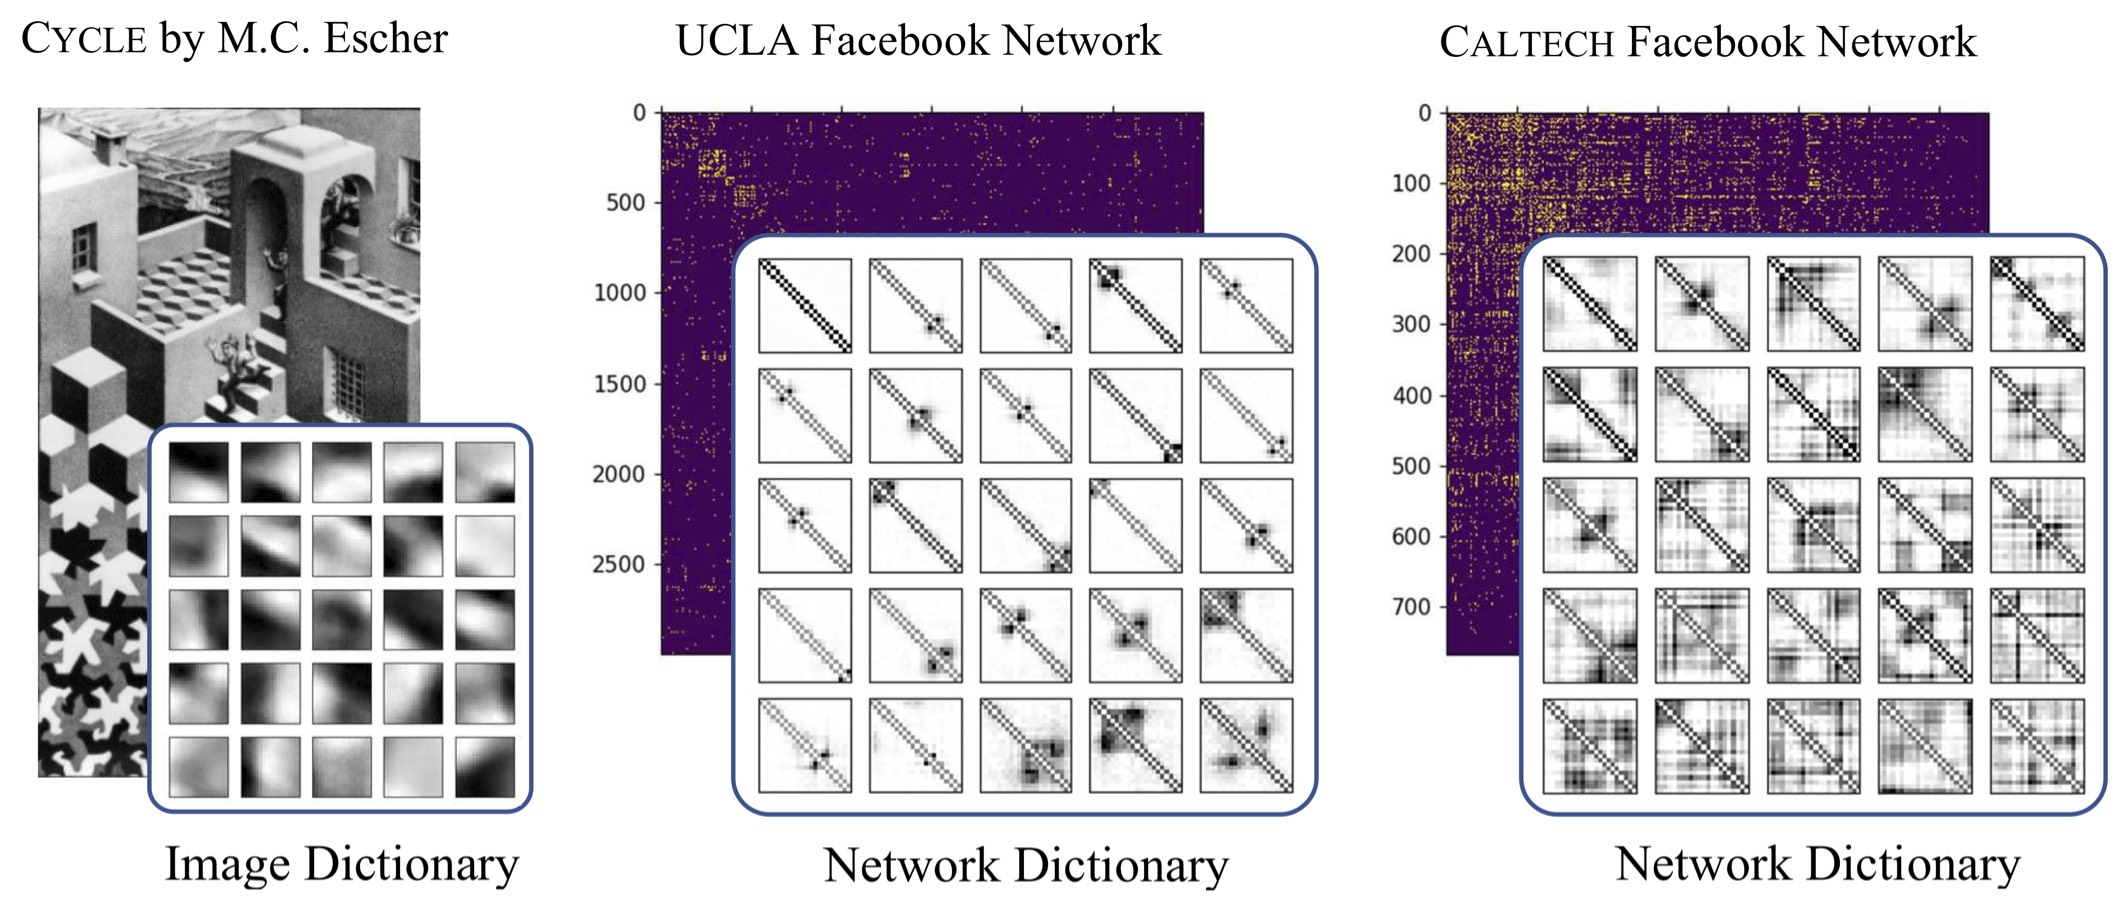 CYCLE by M.C. Escher
UCLA Facebook Network
CALTECH Facebook Network
0
500
1000
1500
2000
2500
0
100
200
300
400
500
600
700
Image Dictionary
Network Dictionary
Network Dictionary